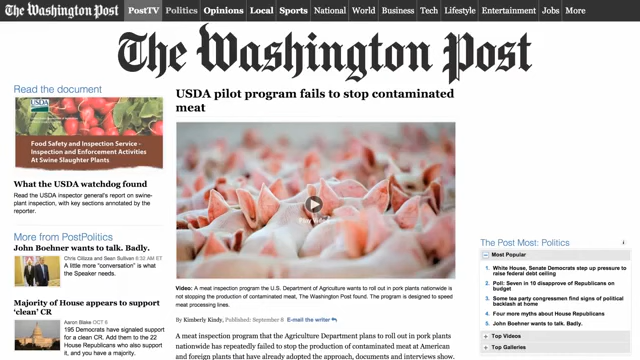 The Washington Post PostTV Politics Opinions Local Sports National World Business Tech Lifestyle Entertainment Jobs More
The Washington Post
Read the document
USDA
Food Safety and Inspection Service -
Inspection and Enforcement Activities
At Swine Slaughter Plants
What the USDA watchdog found
Read the USDA inspector general's report on swine-
plant inspection, with key sections annotated by the
reporter.
More from PostPolitics
John Boehner wants to talk. Badly.
Chris Cillizza and Sean Sullivan 6:32 AM ET
A little more "conversation" is what
the Speaker needs.
Majority of House appears to support
'clean' CR
Aaron Blake OCT 6
195 Democrats have signaled support
for a clean CR. Add them to the 22
House Republicans who also support
it, and you have a majority.
USDA pilot program fails to stop contaminated
meat
Video: A meat inspection program the U.S. Department of Agriculture wants to roll out in pork plants nationwide is
not stopping the production of contaminated meat, The Washington Post found. The program is designed to speed
meat processing lines.
By Kimberly Kindy, Published: September 8 E-mail the writer
A meat inspection program that the Agriculture Department plans to roll out in pork plants
nationwide has repeatedly failed to stop the production of contaminated meat at American
and foreign plants that have already adopted the approach, documents and interviews show.
The Post Most: Politics
Most Popular
1. White House, Senate Democrats step up pressure to
raise federal debt ceiling
2. Poll: Seven in 10 disapprove of Republicans on
budget
3. Some tea party congressmen find signs of political
backlash at home
4. Four more myths about House Republicans
5. John Boehner wants to talk. Badly.
Top Videos
Top Galleries